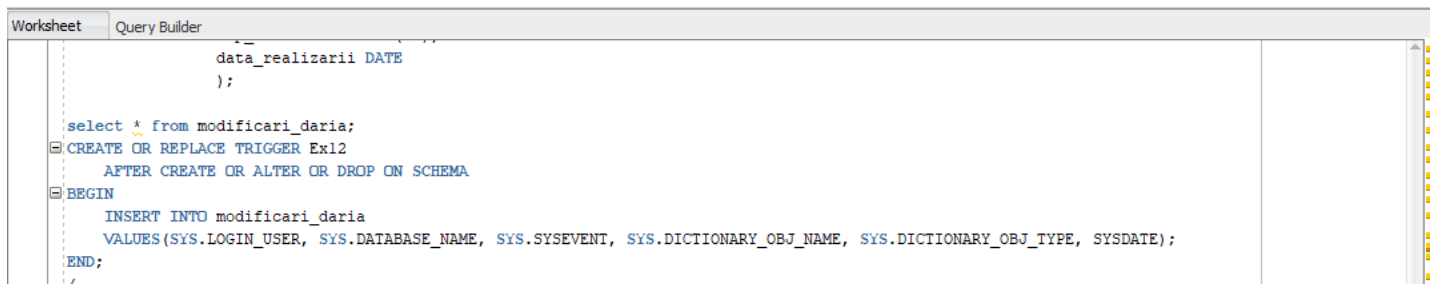 Worksheet Query Builder
data_realizarii DATE
);
select * from modificari_daria;
CREATE OR REPLACE TRIGGER Ex12
AFTER CREATE OR ALTER OR DROP ON SCHEMA
BEGIN
INSERT INTO modificari_daria
VALUES(SYS.LOGIN_USER, SYS.DATABASE_NAME, SYS.SYSEVENT, SYS.DICTIONARY_OBJ_NAME, SYS.DICTIONARY_OBJ_TYPE, SYSDATE);
END;
/